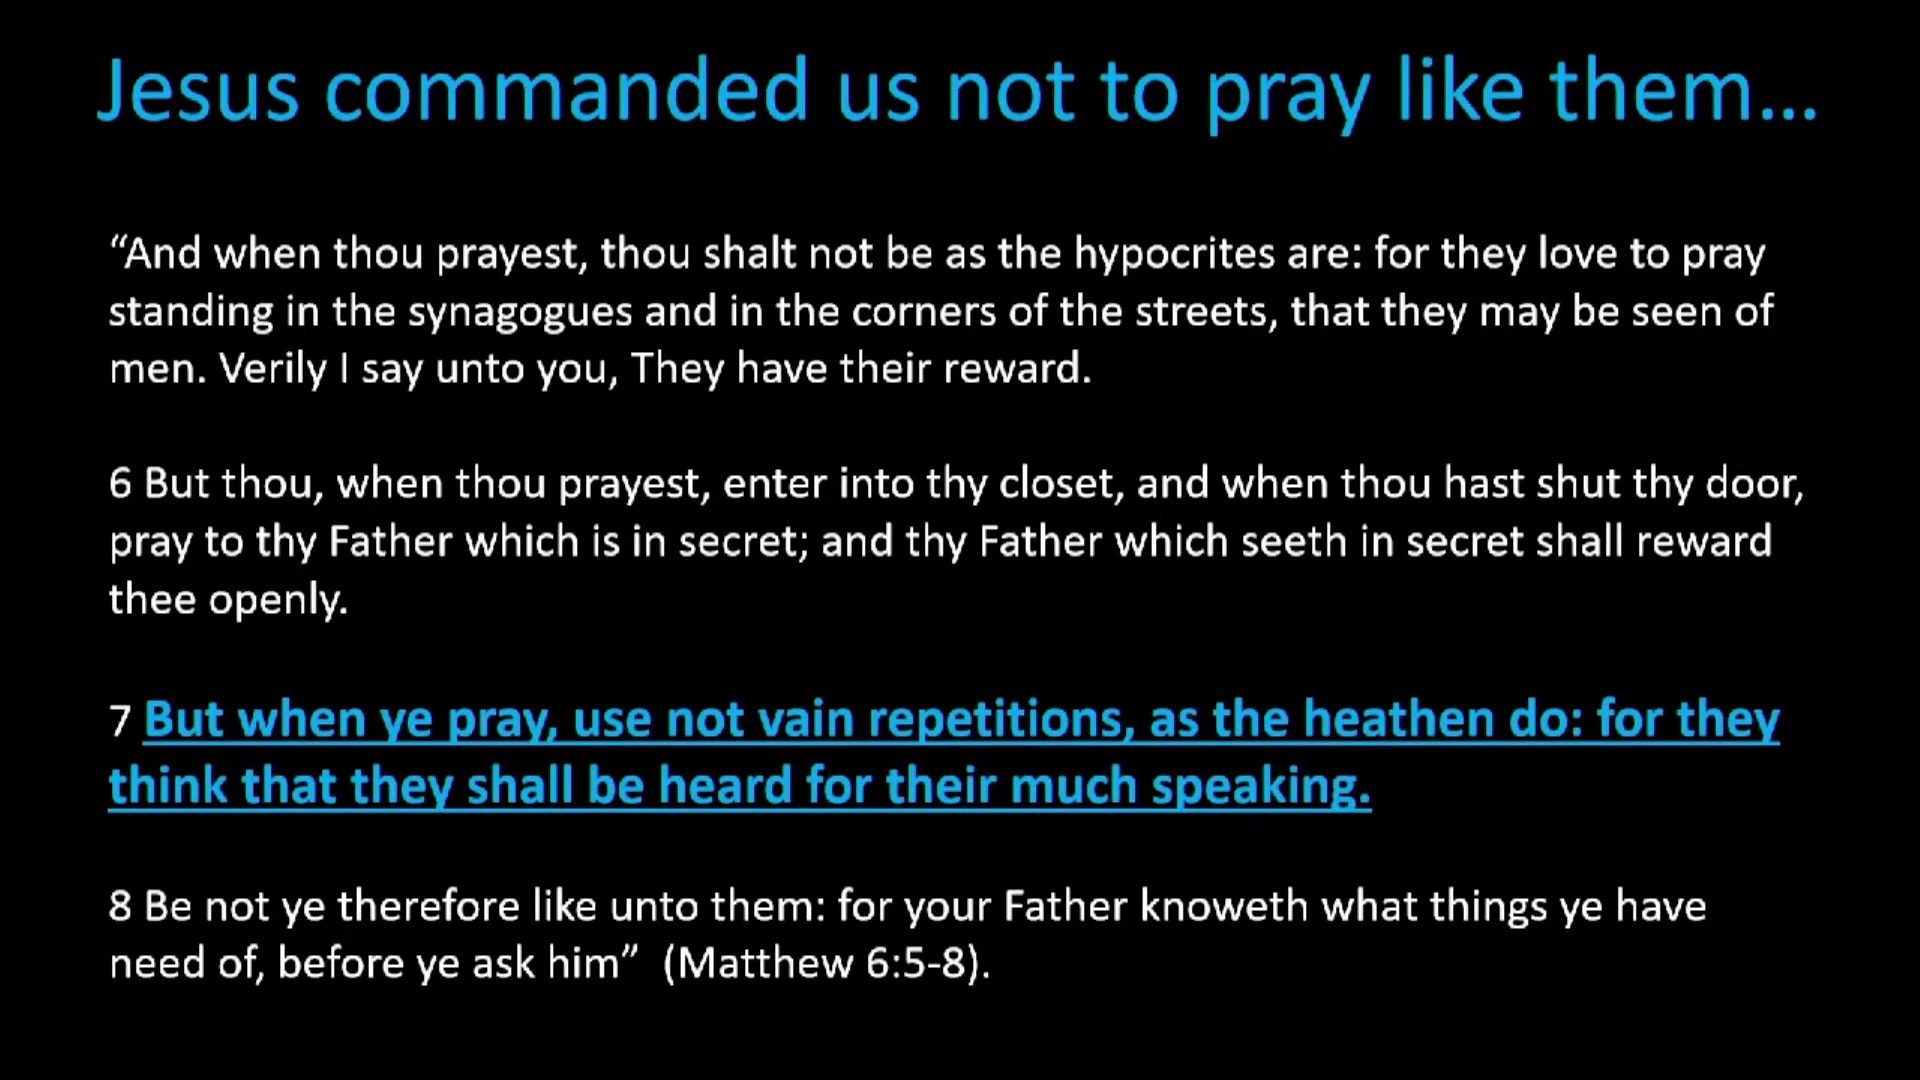 Jesus commanded us not to pray like them...
“And when thou prayest, thou shalt not be as the hypocrites are: for they love to pray
standing in the synagogues and in the corners of the streets, that they may be seen of
men. Verily I say unto you, They have their reward.
6 But thou, when thou prayest, enter into thy closet, and when thou hast shut thy door,
pray to thy Father which is in secret; and thy Father which seeth in secret shall reward
thee openly.
7 But when ye pray, use not vain repetitions, as the heathen do: for they
think that they shall be heard for their much speaking.
8 Be not ye therefore like unto them: for your Father knoweth what things ye have
need of, before ye ask him”  (Matthew 6:5-8).